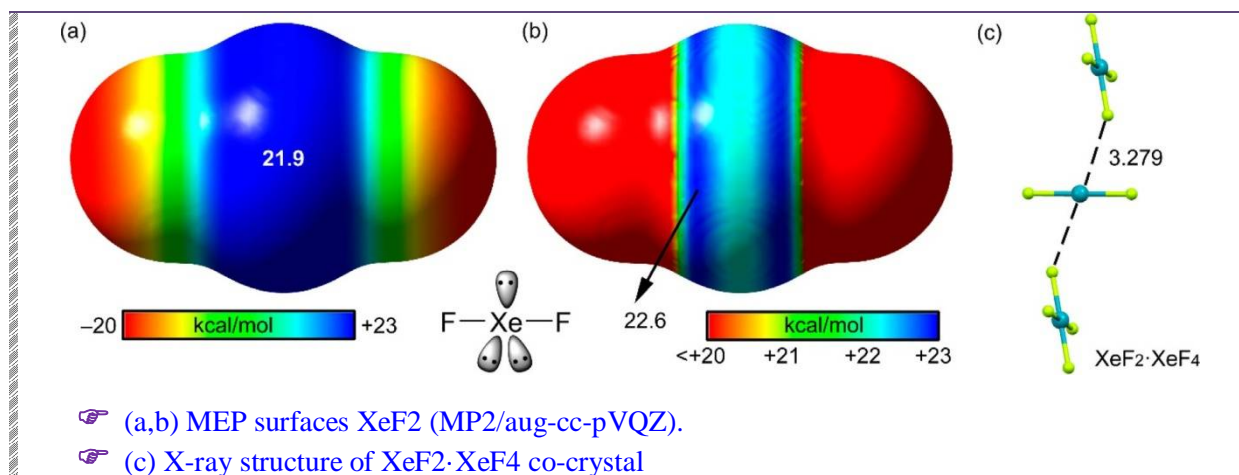 (a)
21.9
–20 kcal/mol +23
F—Xe—F
(b)
22.6
kcal/mol
<+20 +21 +22 +23
(c)
3.279
XeF2·XeF4
☞ (a,b) MEP surfaces XeF2 (MP2/aug-cc-pVQZ).
☞ (c) X-ray structure of XeF2·XeF4 co-crystal